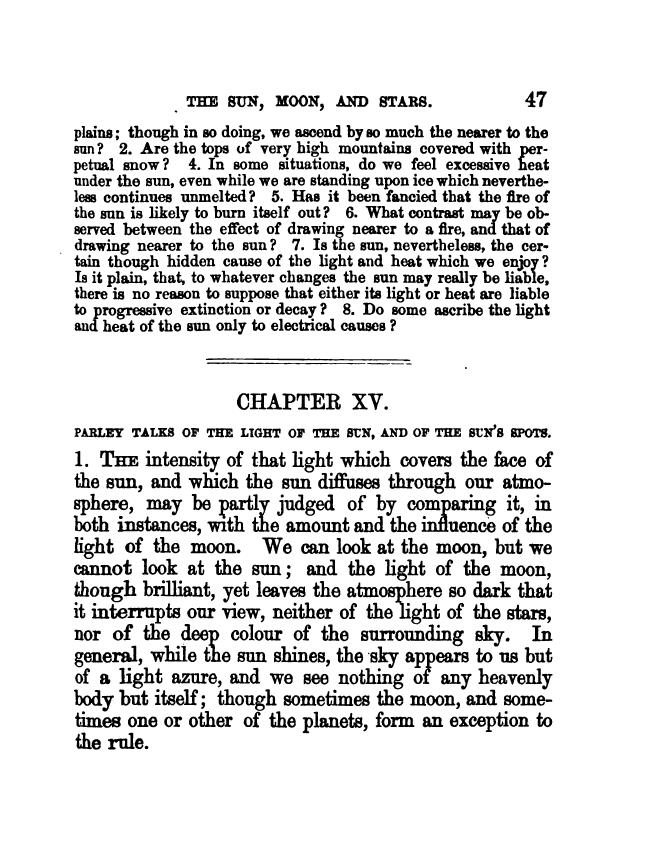 THE SUN, MOON, AND STARS. 47
plains; though in so doing, we ascend by so much the nearer to the
sun? 2. Are the tops of very high mountains covered with per-
petual snow? 4. In some situations, do we feel excessive heat
under the sun, even while we are standing upon ice which neverthe-
less continues unmelted? 5. Has it been fancied that the fire of
the sun is likely to burn itself out? 6. What contrast may be ob-
served between the effect of drawing nearer to a fire, and that of
drawing nearer to the sun? 7. Is the sun, nevertheless, the cer-
tain though hidden cause of the light and heat which we enjoy?
Is it plain, that, to whatever changes the sun may really be liable,
there is no reason to suppose that either its light or heat are liable
to progressive extinction or decay? 8. Do some ascribe the light
and heat of the sun only to electrical causes?
CHAPTER XV.
PARLEY TALKS OF THE LIGHT OF THE SUN, AND OF THE SUN'S SPOTS.
1. THE intensity of that light which covers the face of
the sun, and which the sun diffuses through our atmo-
sphere, may be partly judged of by comparing it, in
both instances, with the amount and the influence of the
light of the moon. We can look at the moon, but we
cannot look at the sun; and the light of the moon,
though brilliant, yet leaves the atmosphere so dark that
it interrupts our view, neither of the light of the stars,
nor of the deep colour of the surrounding sky. In
general, while the sun shines, the sky appears to us but
of a light azure, and we see nothing of any heavenly
body but itself; though sometimes the moon, and some-
times one or other of the planets, form an exception to
the rule.